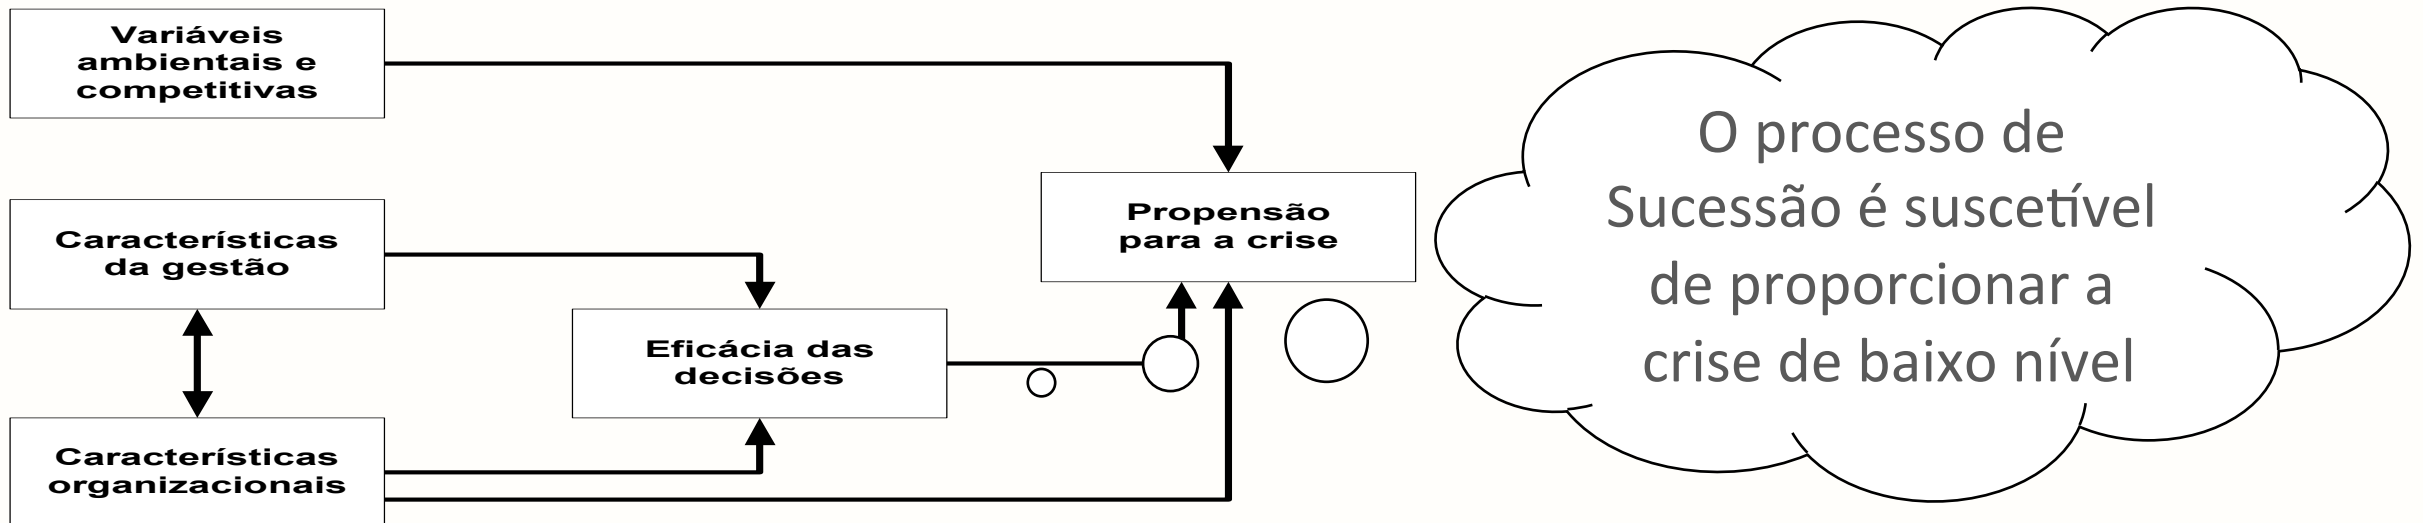 Variáveis
ambientais e
competitivas
Características
da gestão
Características
organizacionais
Eficácia das
decisões
Propensão
para a crise
O processo de
Sucessão é suscetível
de proporcionar a
crise de baixo nível